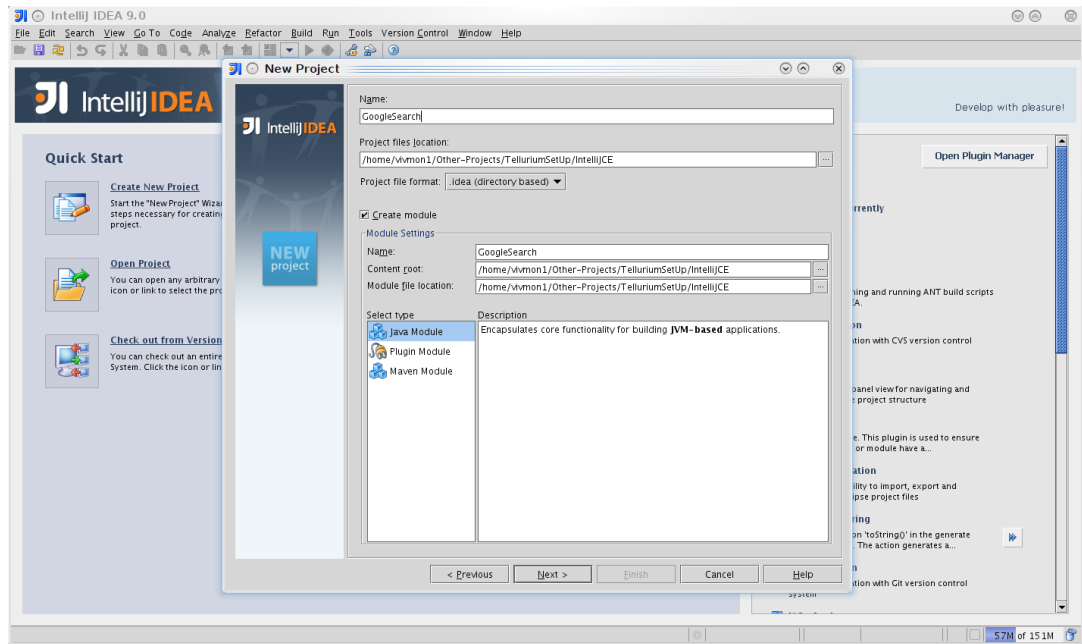 IntelliJ IDEA 9.0
File Edit Search View Go To Code Analyze Refactor Build Run Tools Version Control Window Help
IntelliJ IDEA
Develop with pleasure!
Quick Start
Create New Project
Start the "New Project" Wiza
steps necessary for creatin
project.
Open Project
You can open any arbitrary
icon or link to select the pro
Check out from Version
You can check out an entire
System. Click the icon or lin
New Project
IntelliJ IDEA
NEW
project
Name:
GoogleSearch
Project files location:
/home/vivmon1/Other-Projects/TelluriumSetUp/IntelliJCE
...
Project file format: .idea (directory based)
Create module
Module Settings
Name: GoogleSearch
Content root: /home/vivmon1/Other-Projects/TelluriumSetUp/IntelliJCE ...
Module file location: /home/vivmon1/Other-Projects/TelluriumSetUp/IntelliJCE ...
Select type
Java Module
Plugin Module
Maven Module
Description
Encapsulates core functionality for building JVM-based applications.
< Previous Next > Finish Cancel Help
Open Plugin Manager
rrently
ning and running ANT build scripts
EA.
on
ation with CVS version control
panel view for navigating and
e project structure
e. This plugin is used to ensure
or module have a...
ation
ility to import, export and
lipse project files
ring
on 'toString()' in the generate
. The action generates a...
n
ation with Git version control
system
57M of 151M